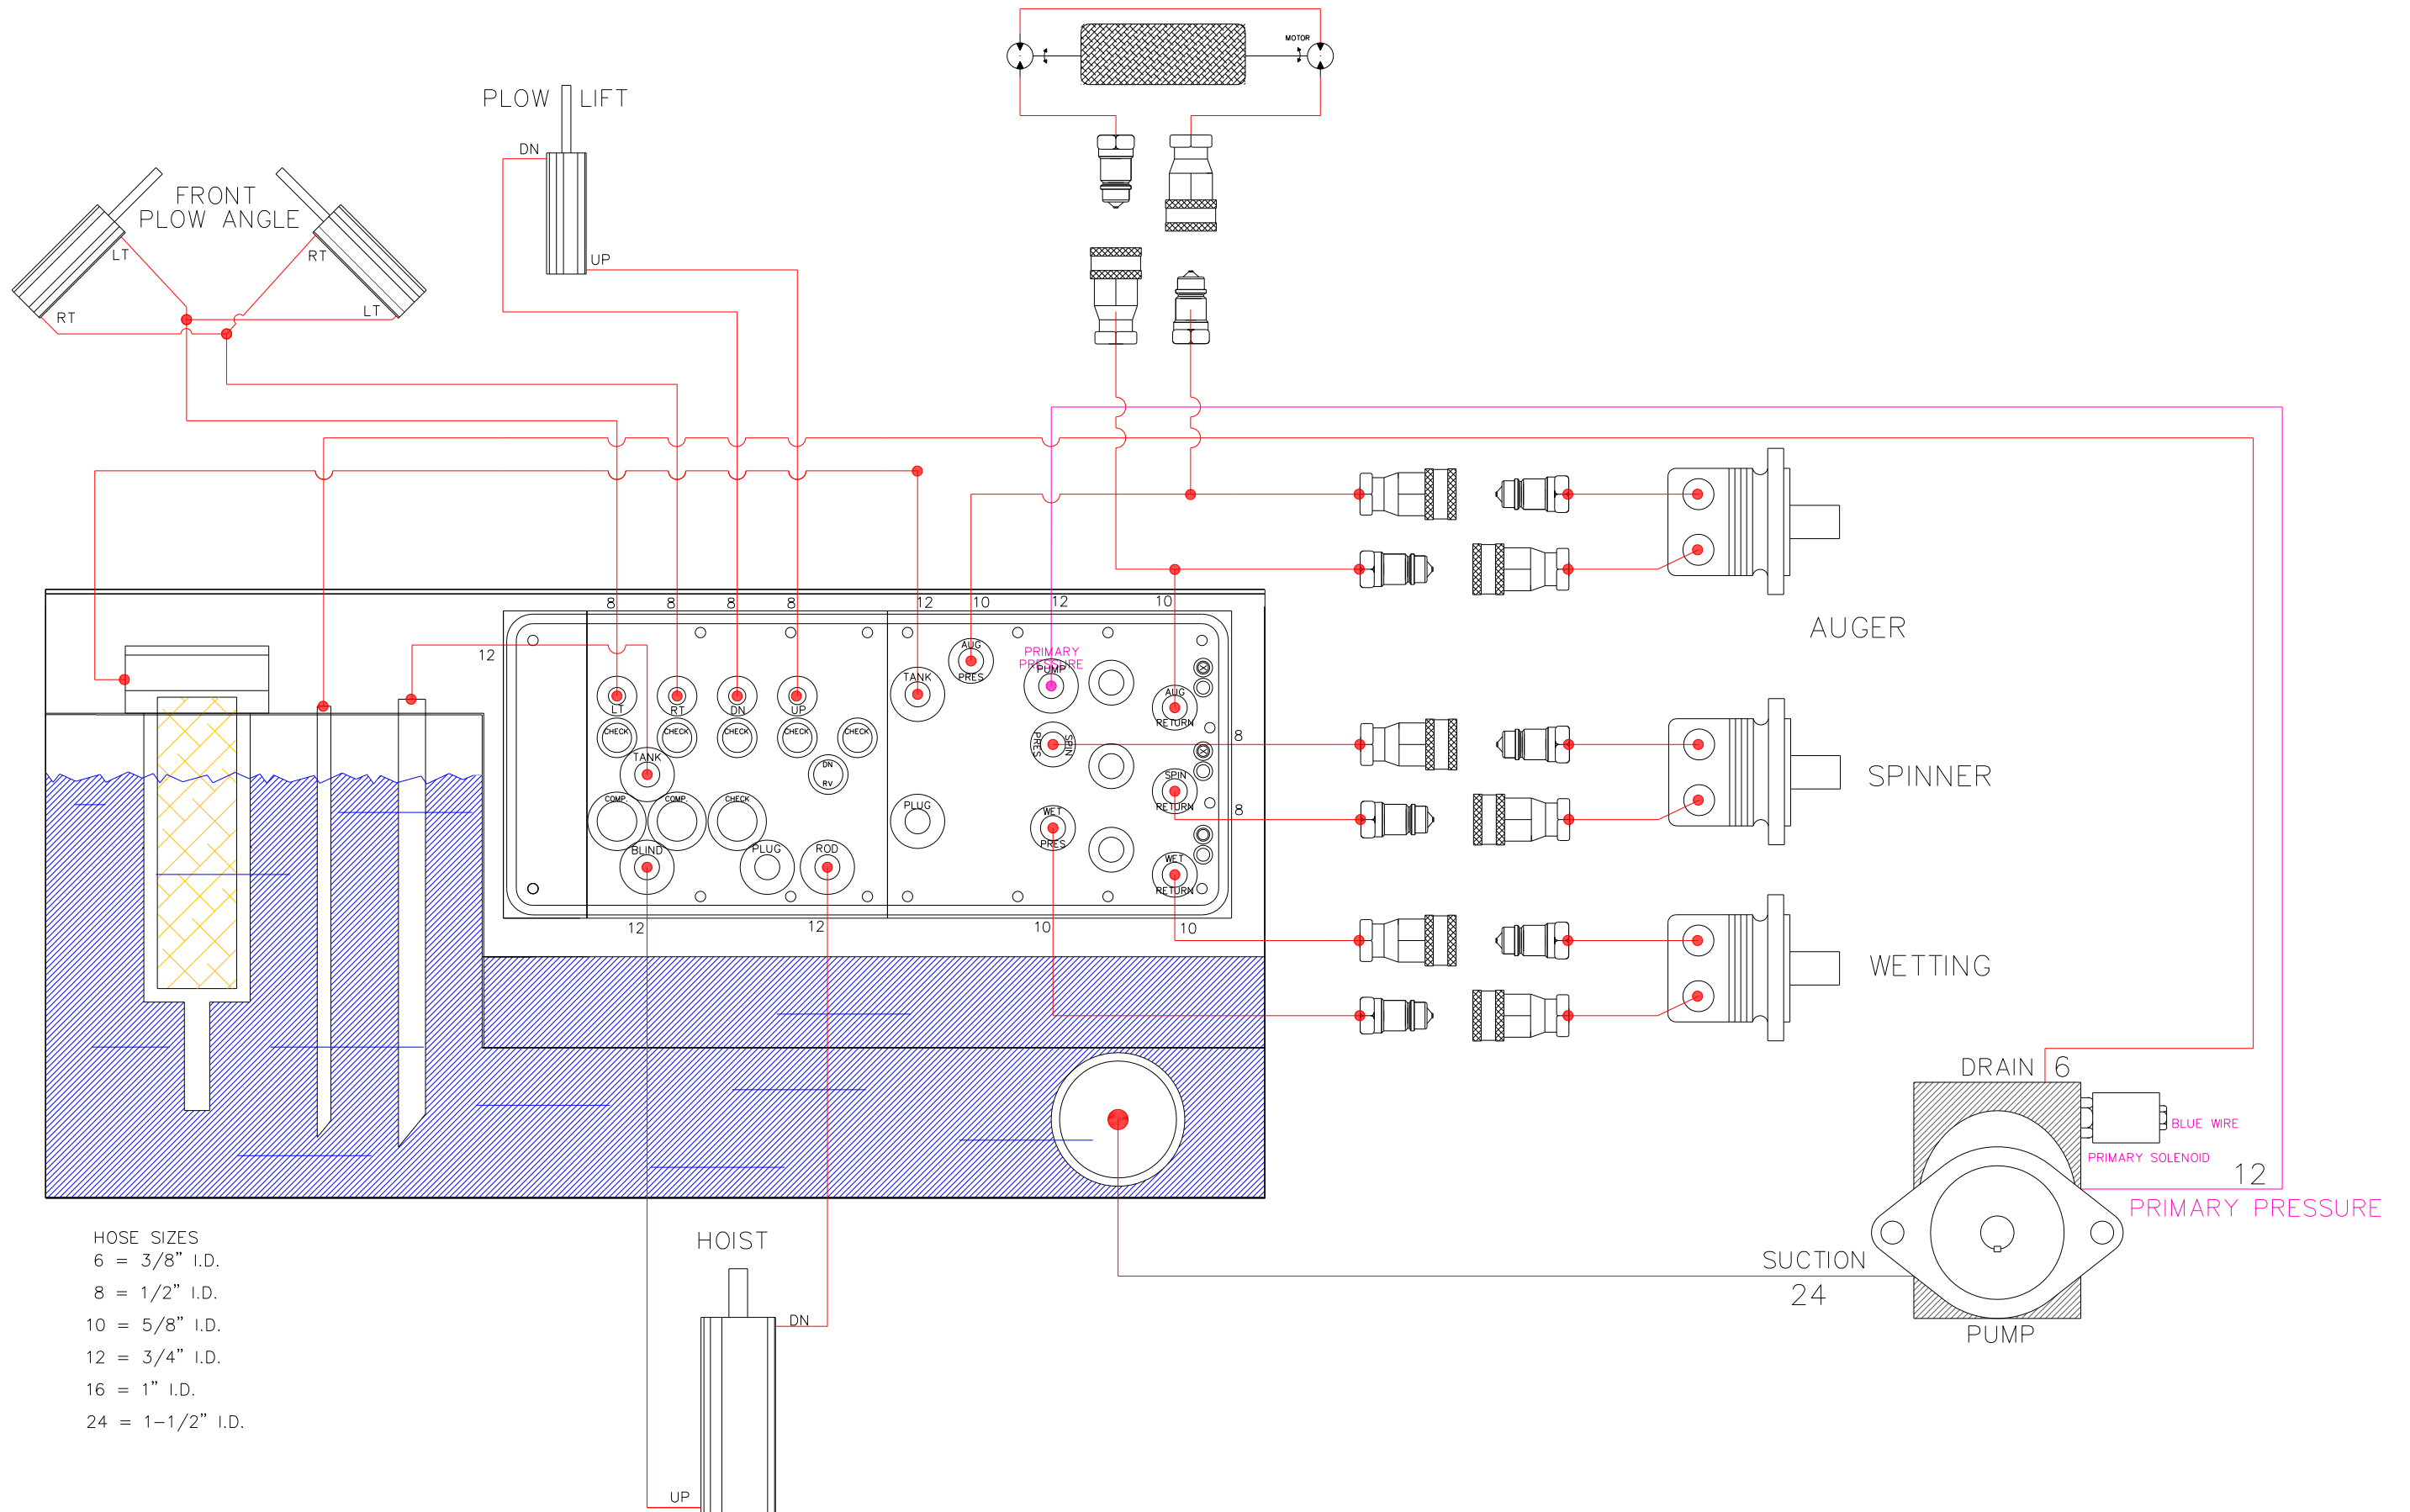 MOTOR
PLOW LIFT
DN
UP
FRONT
PLOW ANGLE
LT
RT
RT
LT
8
8
8
8
12
10
12
10
12
PRIMARY
PRESSURE
PUMP
AUG
PRES
TANK
AUG
RETURN
LT
RT
DN
UP
CHECK
CHECK
CHECK
CHECK
CHECK
SPIN
PRES
8
TANK
DN
RV
SPIN
RETURN
8
COMP.
COMP.
CHECK
PLUG
WET
PRES
BLIND
PLUG
ROD
WET
RETURN
12
12
10
10
AUGER
SPINNER
WETTING
DRAIN 6
BLUE WIRE
PRIMARY SOLENOID
12
PRIMARY PRESSURE
SUCTION
24
PUMP
HOIST
DN
UP
HOSE SIZES
6 = 3/8" I.D.
8 = 1/2" I.D.
10 = 5/8" I.D.
12 = 3/4" I.D.
16 = 1" I.D.
24 = 1-1/2" I.D.